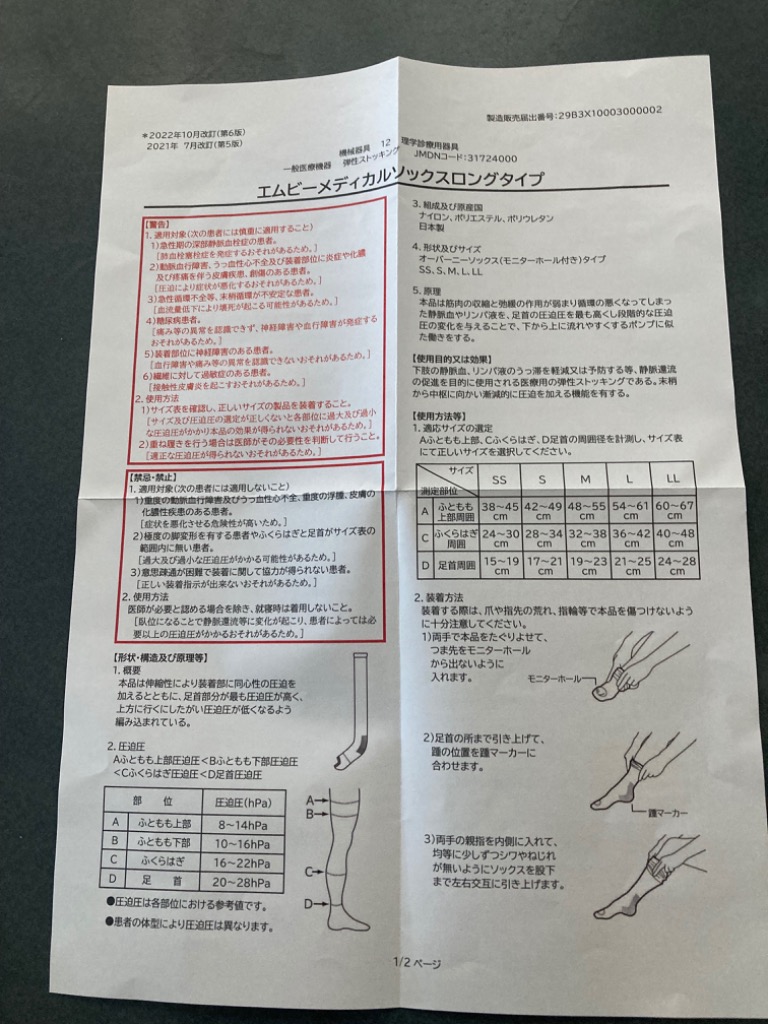 *2022年10月改訂(第6版)
2021年 7月改訂(第5版)
製造販売届出番号:29B3X10003000002
機械器具 12 理学診療用器具
一般医療機器 弾性ストッキング JMDNコード:31724000
エムビーメディカルソックスロングタイプ
【警告】
1. 適用対象(次の患者には慎重に適用すること)
1)急性期の深部静脈血栓症の患者。
[肺血栓塞栓症を発症するおそれがあるため。]
2)動脈血行障害、うっ血性心不全及び装着部位に炎症や化膿
及び疼痛を伴う皮膚疾患、創傷のある患者。
[圧迫により症状が悪化するおそれがあるため。]
3)急性循環不全等、末梢循環が不安定な患者。
[血流量低下により壊死が起こる可能性があるため。]
4)糖尿病患者。
[痛み等の異常を認識できず、神経障害や血行障害が発症する
おそれがあるため。]
5)装着部位に神経障害のある患者。
[血行障害や痛み等の異常を認識できないおそれがあるため。]
6)繊維に対して過敏症のある患者。
[接触性皮膚炎を起こすおそれがあるため。]
2. 使用方法
1)サイズ表を確認し、正しいサイズの製品を装着すること。
[サイズ及び圧迫圧の選定が正しくないと各部位に過大及び過小
な圧迫圧がかかり本品の効果が得られないおそれがあるため。]
2)重ね履きを行う場合は医師がその必要性を判断して行うこと。
[適正な圧迫圧が得られないおそれがあるため。]
【禁忌・禁止】
1. 適用対象(次の患者には適用しないこと)
1)重度の動脈血行障害及びうっ血性心不全、重度の浮腫、皮膚の
化膿性疾患のある患者。
[症状を悪化させる危険性が高いため。]
2)極度の脚変形を有する患者やふくらはぎと足首がサイズ表の
範囲内に無い患者。
[過大及び過小な圧迫圧がかかる可能性があるため。]
3)意思疎通が困難で装着に関して協力が得られない患者。
[正しい装着指示が出来ないおそれがあるため。]
2. 使用方法
医師が必要と認める場合を除き、就寝時は着用しないこと。
[臥位になることで静脈還流等に変化が起こり、患者によっては必
要以上の圧迫圧がかかるおそれがあるため。]
【形状・構造及び原理等】
1. 概要
本品は伸縮性により装着部に同心性の圧迫を
加えるとともに、足首部分が最も圧迫圧が高く、
上方に行くにしたがい圧迫圧が低くなるよう
編み込まれている。
2. 圧迫圧
Aふともも上部圧迫圧<Bふともも下部圧迫圧
<Cふくらはぎ圧迫圧<D足首圧迫圧
部 位 圧迫圧(hPa)
A ふともも上部 8~14hPa
B ふともも下部 10~16hPa
C ふくらはぎ 16~22hPa
D 足 首 20~28hPa
●圧迫圧は各部位における参考値です。
●患者の体型により圧迫圧は異なります。
A→
B→
C→
D→
3. 組成及び原産国
ナイロン、ポリエステル、ポリウレタン
日本製
4. 形状及びサイズ
オーバーニーソックス(モニターホール付き)タイプ
SS、S、M、L、LL
5. 原理
本品は筋肉の収縮と弛緩の作用が弱まり循環の悪くなってしまっ
た静脈血やリンパ液を、足首の圧迫圧を最も高くし段階的な圧迫
圧の変化を与えることで、下から上に流れやすくするポンプに似
た働きをする。
【使用目的又は効果】
下肢の静脈血、リンパ液のうっ滞を軽減又は予防する等、静脈還流
の促進を目的に使用される医療用の弾性ストッキングである。末梢
から中枢に向かい漸減的に圧迫を加える機能を有する。
【使用方法等】
1. 適応サイズの選定
Aふともも上部、Cふくらはぎ、D足首の周囲径を計測し、サイズ表
にて正しいサイズを選択してください。
サイズ
測定部位 SS S M L LL
A ふともも上部周囲 38~45cm 42~49cm 48~55cm 54~61cm 60~67cm
C ふくらはぎ周囲 24~30cm 28~34cm 32~38cm 36~42cm 40~48cm
D 足首周囲 15~19cm 17~21cm 19~23cm 21~25cm 24~28cm
2. 装着方法
装着する際は、爪や指先の荒れ、指輪等で本品を傷つけないよう
に十分注意してください。
1)両手で本品をたぐりよせて、
つま先をモニターホール
から出ないように
入れます。
モニターホール
2)足首の所まで引き上げて、
踵の位置を踵マーカーに
合わせます。
踵マーカー
3)両手の親指を内側に入れて、
均等に少しずつシワやねじれ
が無いようにソックスを股下
まで左右交互に引き上げます。
1/2 ページ